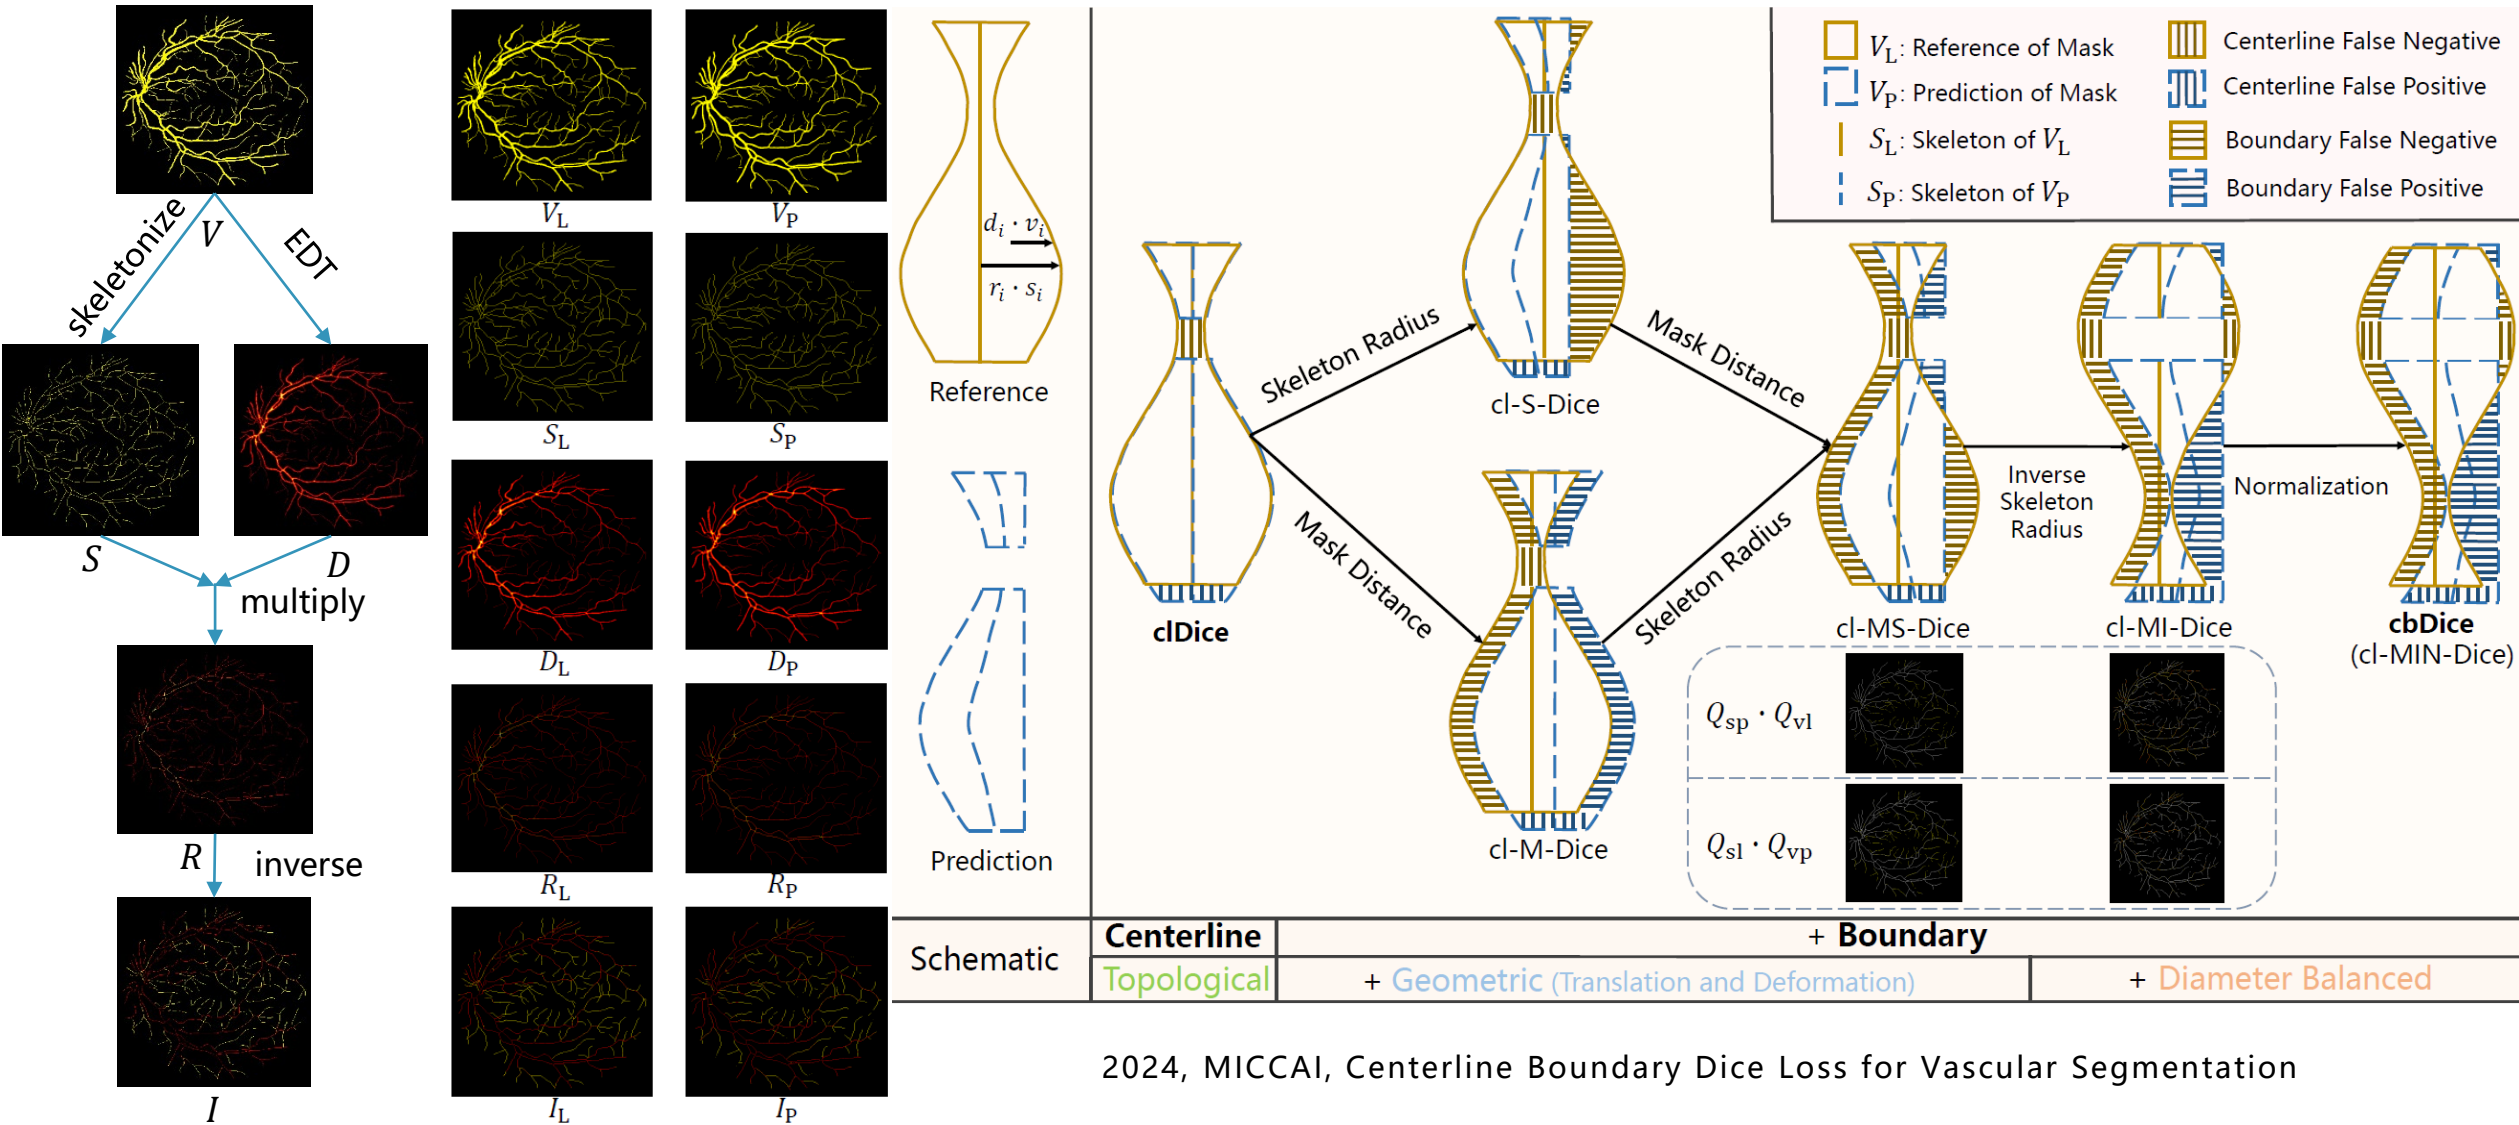 V
skeletonize
EDT
S
D
multiply
R
inverse
I
V_L
V_P
S_L
S_P
D_L
D_P
R_L
R_P
I_L
I_P
d_i · v_i
r_i · s_i
Reference
Prediction
clDice
Skeleton Radius
Mask Distance
cl-S-Dice
cl-M-Dice
Mask Distance
Skeleton Radius
cl-MS-Dice
Inverse
Skeleton
Radius
cl-MI-Dice
Normalization
cbDice
(cl-MIN-Dice)
V_L: Reference of Mask
V_P: Prediction of Mask
S_L: Skeleton of V_L
S_P: Skeleton of V_P
Centerline False Negative
Centerline False Positive
Boundary False Negative
Boundary False Positive
Q_sp · Q_vl
Q_sl · Q_vp
Schematic
Centerline
+ Boundary
Topological
+ Geometric (Translation and Deformation)
+ Diameter Balanced
2024, MICCAI, Centerline Boundary Dice Loss for Vascular Segmentation